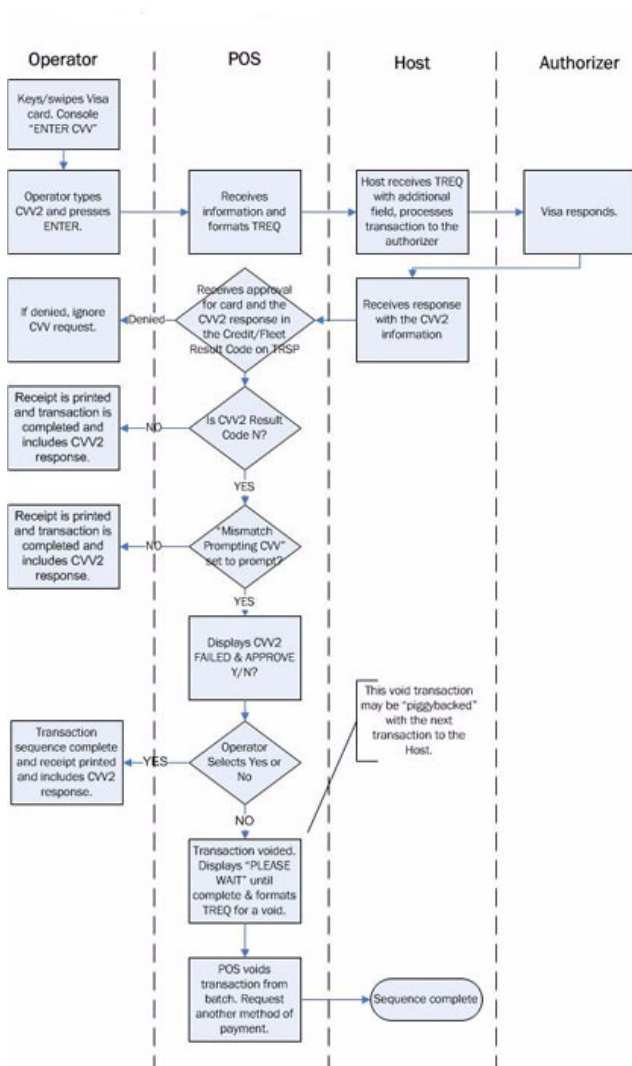 Operator
POS
Host
Authorizer
Keys/swipes Visa
card. Console
"ENTER CVV"
Operator types
CVV2 and presses
ENTER.
Receives
information and
formats TREQ
Host receives TREQ
with additional
field, processes
transaction to the
authorizer
Visa responds.
If denied, ignore
CVV request.
Denied
Receives approval
for card and the
CVV2 response in
the Credit/Fleet
Result Code on TRSP
Receives response
with the CVV2
information
Receipt is printed
and transaction is
completed and
includes CVV2
response.
NO
Is CVV2 Result
Code N?
YES
Receipt is printed
and transaction is
completed and
includes CVV2
response.
NO
"Mismatch
Prompting CVV"
set to prompt?
YES
Displays CVV2
FAILED & APPROVE
Y/N?
This void transaction
may be "piggybacked"
with the next
transaction to the
Host.
Transaction
sequence complete
and receipt printed
and includes CVV2
response.
YES
Operator
Selects Yes or
No
NO
Transaction voided.
Displays "PLEASE
WAIT" until
complete & formats
TREQ for a void.
POS voids
transaction from
batch. Request
another method of
payment.
Sequence complete